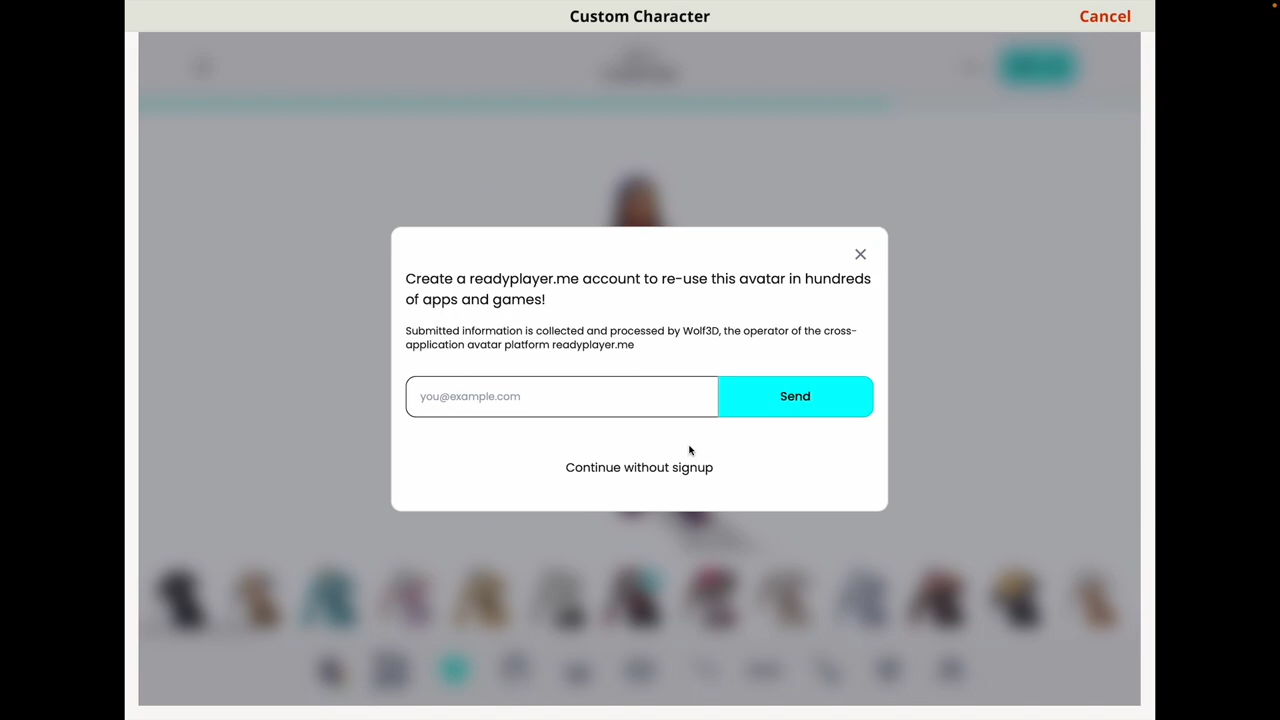 Custom Character
Cancel
Create a readyplayer.me account to re-use this avatar in hundreds
of apps and games!
Submitted information is collected and processed by Wolf3D, the operator of the cross-
application avatar platform readyplayer.me
you@example.com
Send
Continue without signup